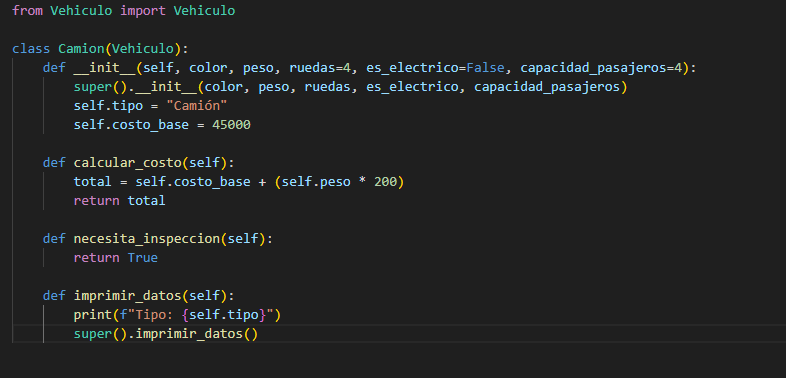 from Vehiculo import Vehiculo
class Camion(Vehiculo):
    def __init__(self, color, peso, ruedas=4, es_electrico=False, capacidad_pasajeros=4):
        super().__init__(color, peso, ruedas, es_electrico, capacidad_pasajeros)
        self.tipo = "Camión"
        self.costo_base = 45000
    def calcular_costo(self):
        total = self.costo_base + (self.peso * 200)
        return total
    def necesita_inspeccion(self):
        return True
    def imprimir_datos(self):
        print(f"Tipo: {self.tipo}")
        super().imprimir_datos()